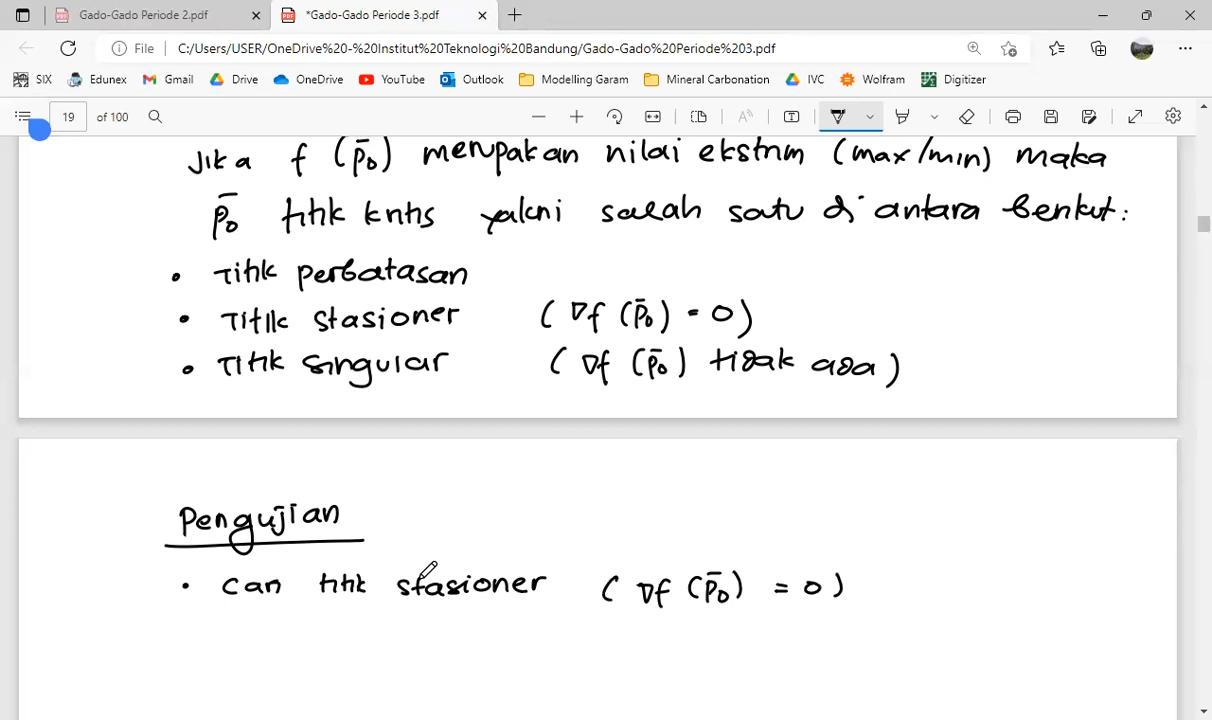 Gado-Gado Periode 2.pdf
*Gado-Gado Periode 3.pdf
File C:/Users/USER/OneDrive%20-%20Institut%20Teknologi%20Bandung/Gado-Gado%20Periode%203.pdf
SIX Edunex Gmail Drive OneDrive YouTube Outlook Modelling Garam Mineral Carbonation IVC Wolfram Digitizer
19 of 100
Jika f (p̄₀) merupakan nilai ekstrim (max/min) maka
p̄₀ titik kritis yakni salah satu di antara berikut:
• Titik perbatasan
• Titik stasioner (∇f (p̄₀) = 0)
• Titik singular (∇f (p̄₀) tidak ada)
Pengujian
• Cari titik stasioner (∇f (p̄₀) = 0)